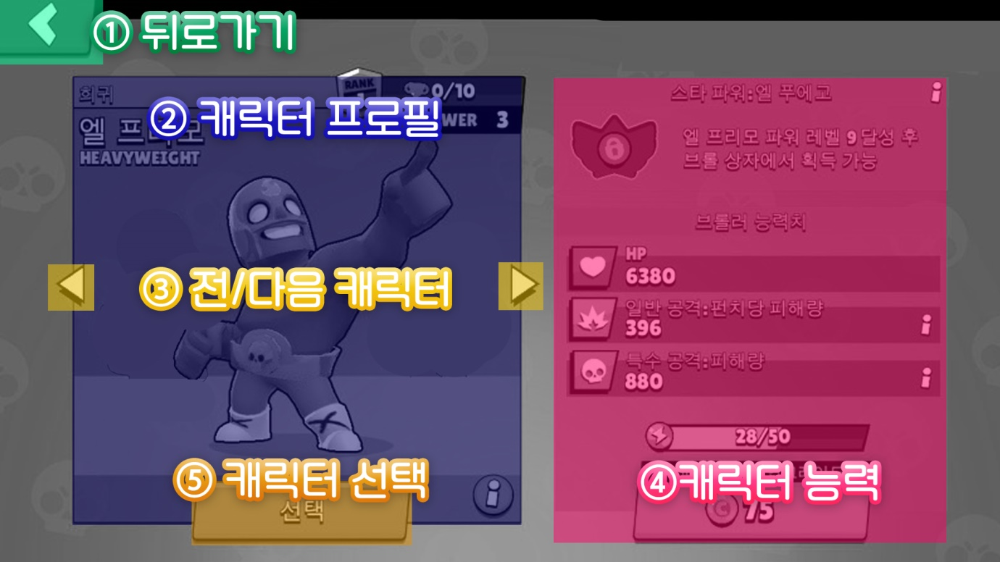 ① 뒤로가기
희귀
RANK
0/10
② 캐릭터 프로필
3
엘 프리모
HEAVYWEIGHT
③ 전/다음 캐릭터
⑤ 캐릭터 선택
선택
스타 파워:엘 푸에고
엘 프리모 파워 레벨 9 달성 후
브롤 상자에서 획득 가능
브롤러 능력치
HP
6380
일반 공격:펀치당 피해량
396
특수 공격:피해량
880
28/50
④캐릭터 능력
75